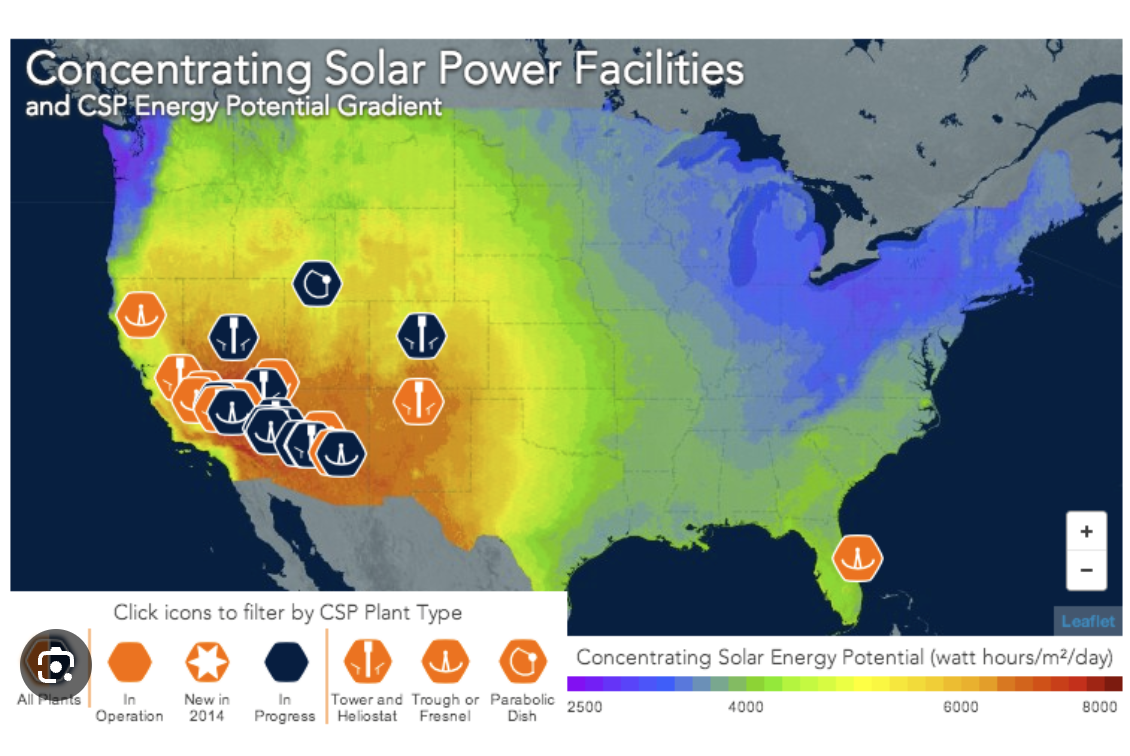 Concentrating Solar Power Facilities
and CSP Energy Potential Gradient
+
−
Leaflet
Click icons to filter by CSP Plant Type
All Plants
In
Operation
New in
2014
In
Progress
Tower and
Heliostat
Trough or
Fresnel
Parabolic
Dish
Concentrating Solar Energy Potential (watt hours/m²/day)
2500 4000 6000 8000